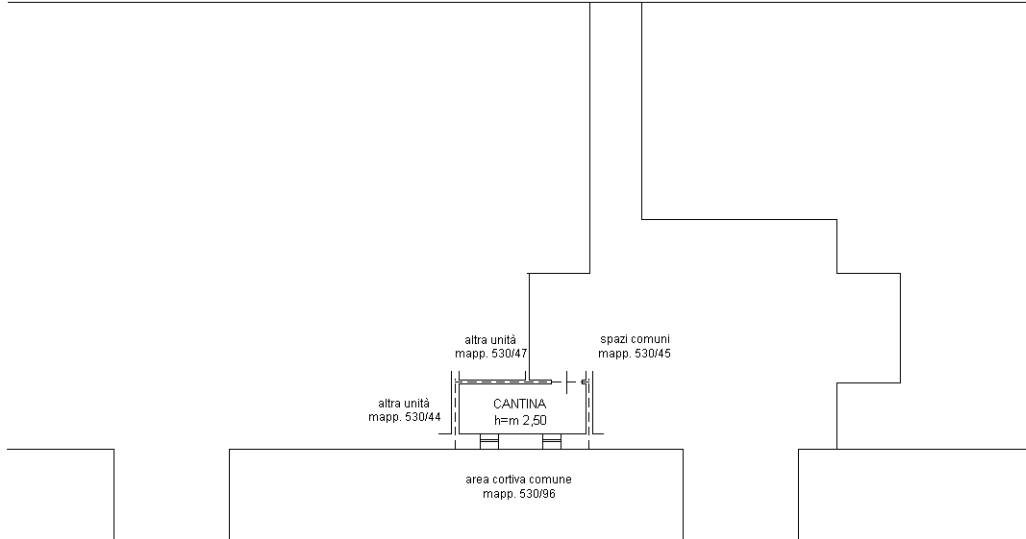 altra unità
mapp. 530/47
spazi comuni
mapp. 530/45
altra unità
mapp. 530/44
CANTINA
h=m 2,50
area cortiva comune
mapp. 530/96